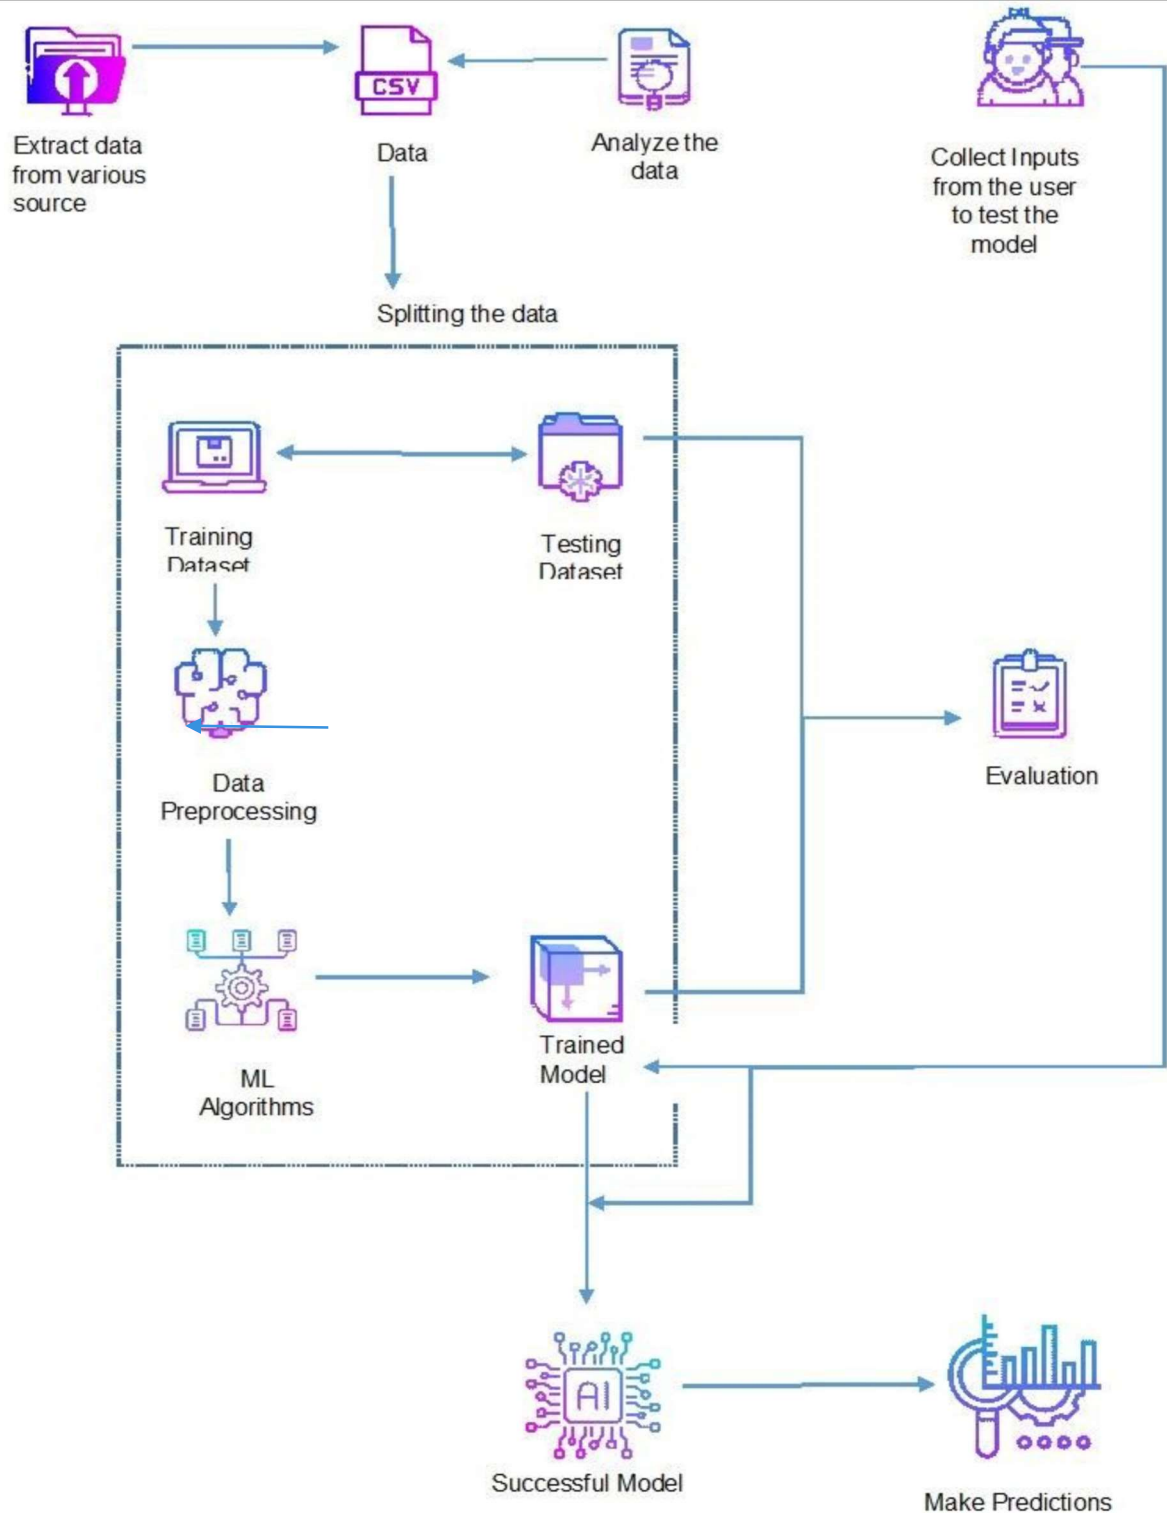 CSV
Extract data
from various
source
Data
Analyze the
data
Collect Inputs
from the user
to test the
model
Splitting the data
Training
Dataset
Testing
Dataset
Data
Preprocessing
Evaluation
ML
Algorithms
Trained
Model
AI
Successful Model
Make Predictions